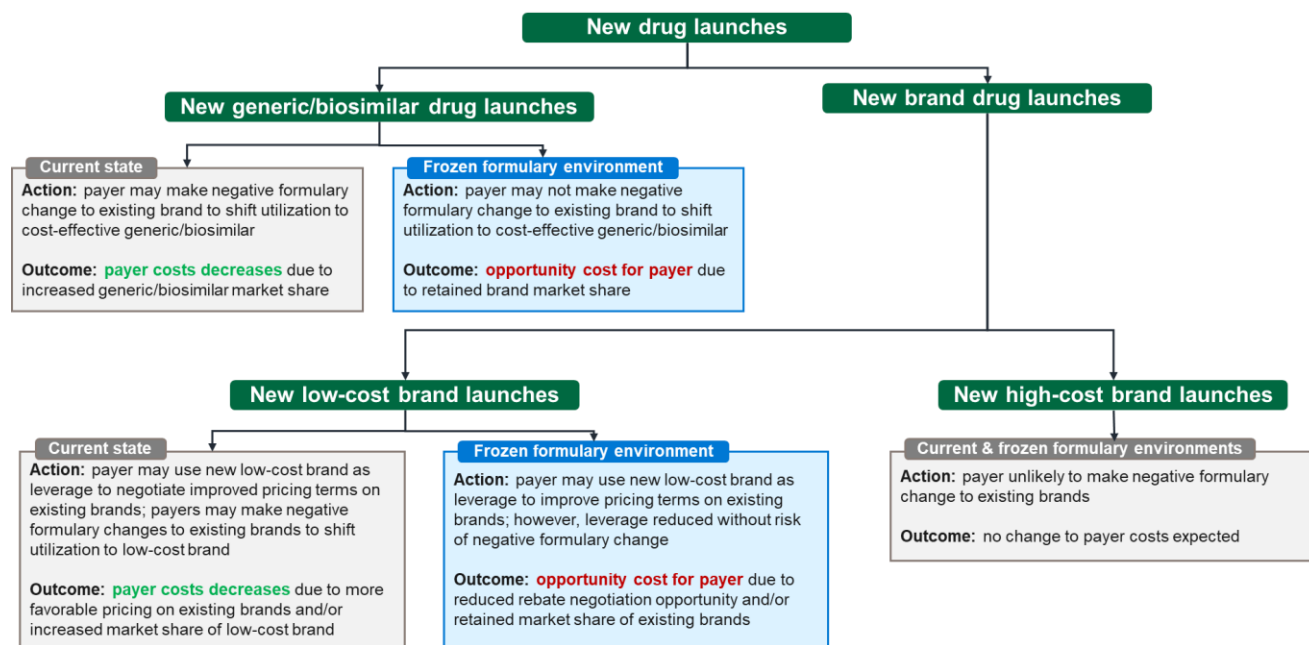 New drug launches
New generic/biosimilar drug launches
New brand drug launches
Current state
Action: payer may make negative formulary
change to existing brand to shift utilization to
cost-effective generic/biosimilar
Outcome: payer costs decreases due to
increased generic/biosimilar market share
Frozen formulary environment
Action: payer may not make negative
formulary change to existing brand to shift
utilization to cost-effective generic/biosimilar
Outcome: opportunity cost for payer due
to retained brand market share
New low-cost brand launches
New high-cost brand launches
Current state
Action: payer may use new low-cost brand as
leverage to negotiate improved pricing terms on
existing brands; payers may make negative
formulary changes to existing brands to shift
utilization to low-cost brand
Outcome: payer costs decreases due to more
favorable pricing on existing brands and/or
increased market share of low-cost brand
Frozen formulary environment
Action: payer may use new low-cost brand as
leverage to improve pricing terms on existing
brands; however, leverage reduced without risk
of negative formulary change
Outcome: opportunity cost for payer due to
reduced rebate negotiation opportunity and/or
retained market share of existing brands
Current & frozen formulary environments
Action: payer unlikely to make negative formulary
change to existing brands
Outcome: no change to payer costs expected